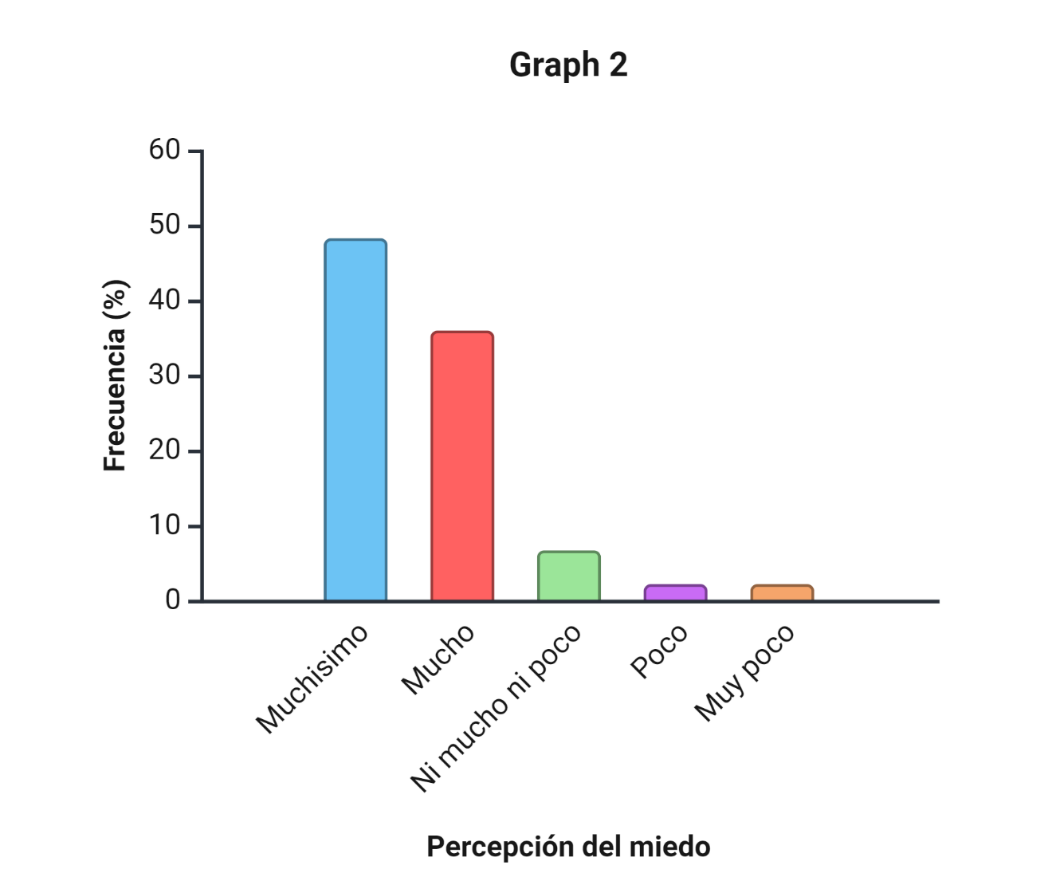 Graph 2
60
50
40
30
20
10
0
Frecuencia (%)
Muchisimo
Mucho
Ni mucho ni poco
Poco
Muy poco
Percepción del miedo